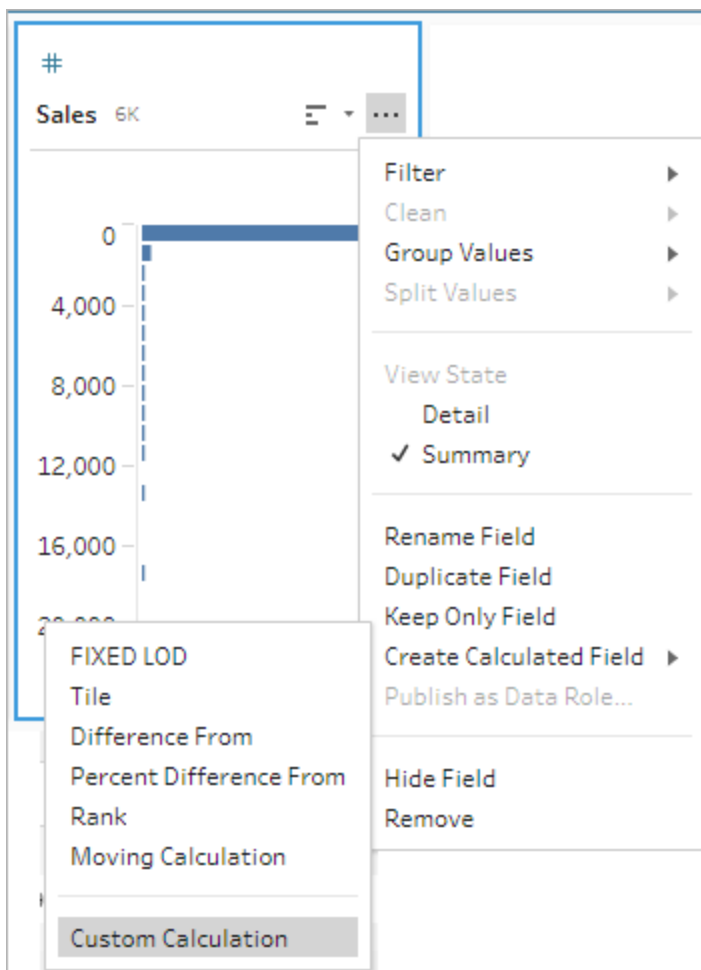 #
Sales 6K
Filter
Clean
Group Values
Split Values
View State
Detail
✓ Summary
Rename Field
Duplicate Field
Keep Only Field
Create Calculated Field
Publish as Data Role...
Hide Field
Remove
0
4,000
8,000
12,000
16,000
FIXED LOD
Tile
Difference From
Percent Difference From
Rank
Moving Calculation
Custom Calculation